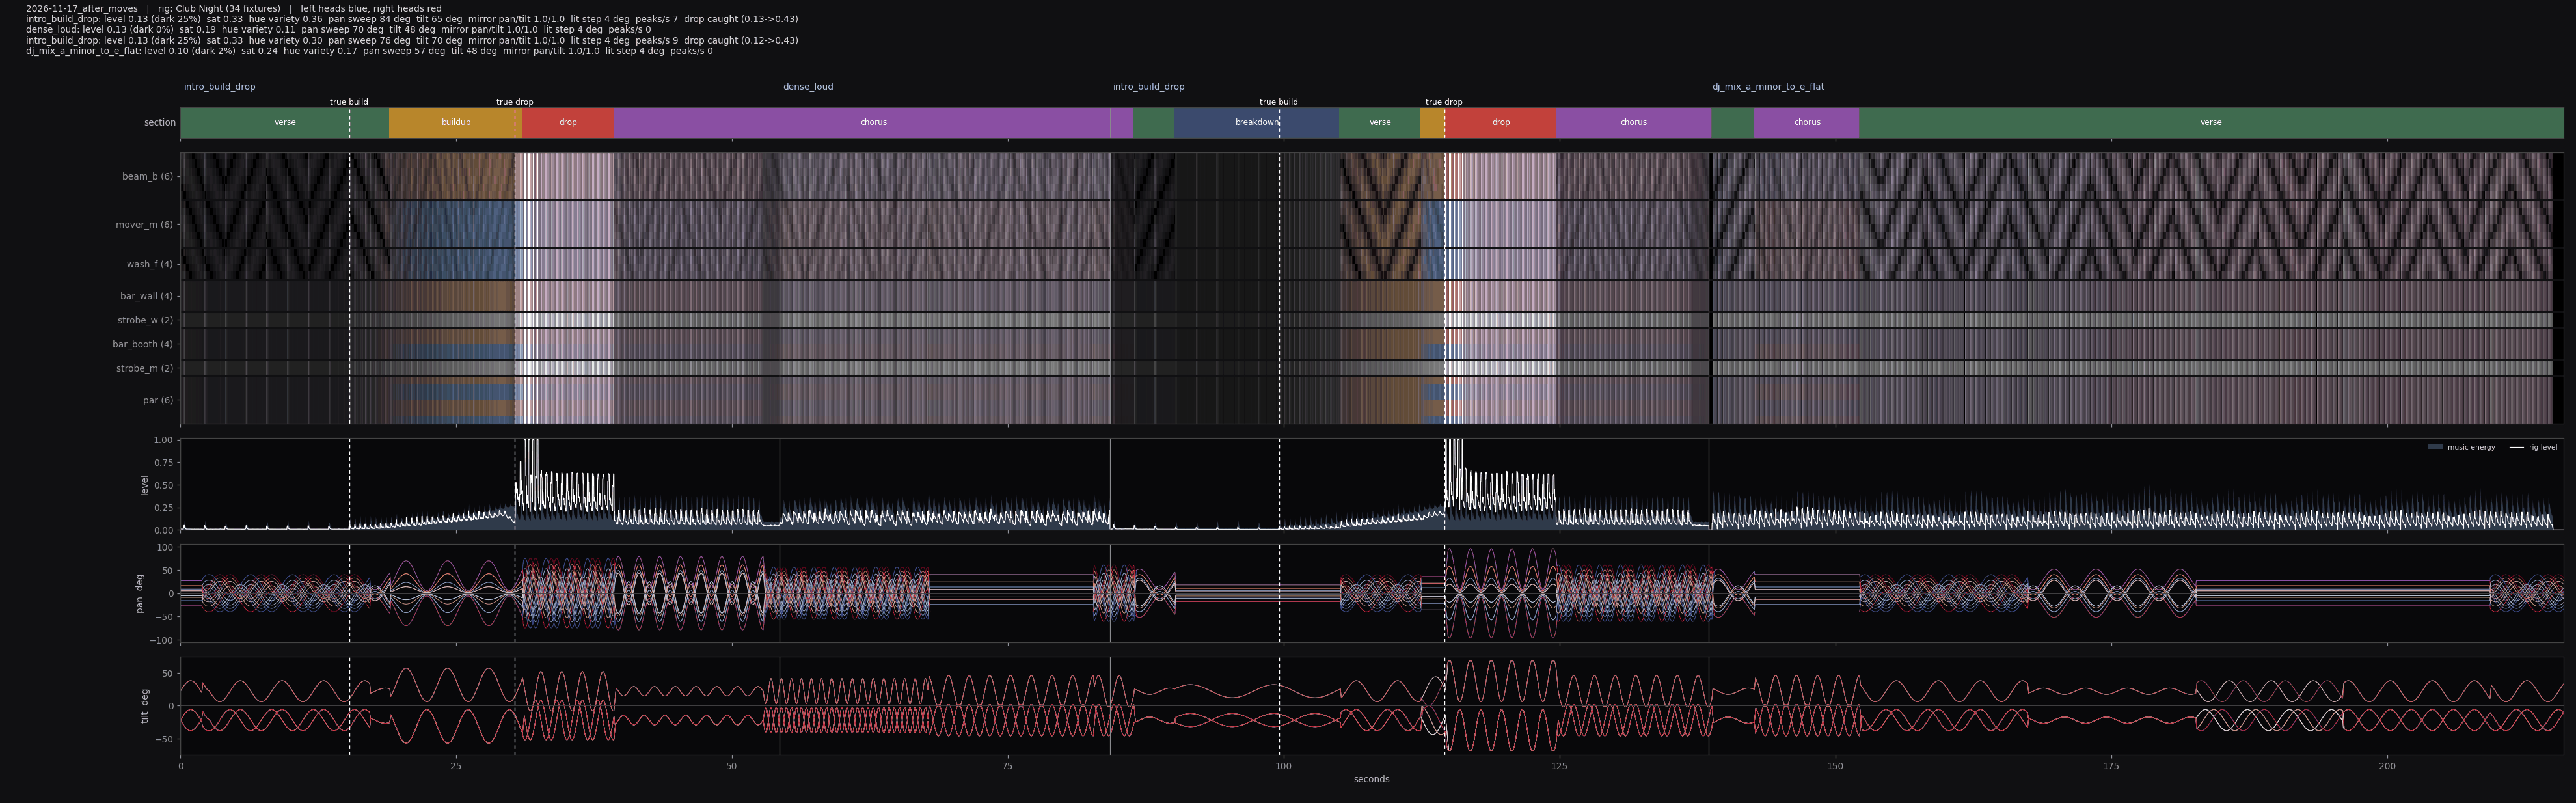 2026-11-17_after_moves   |   rig: Club Night (34 fixtures)   |   left heads blue, right heads red
intro_build_drop: level 0.13 (dark 25%)  sat 0.33  hue variety 0.36  pan sweep 84 deg  tilt 65 deg  mirror pan/tilt 1.0/1.0  lit step 4 deg  peaks/s 7  drop caught (0.13->0.43)
dense_loud: level 0.13 (dark 0%)  sat 0.19  hue variety 0.11  pan sweep 70 deg  tilt 48 deg  mirror pan/tilt 1.0/1.0  lit step 4 deg  peaks/s 0
intro_build_drop: level 0.13 (dark 25%)  sat 0.33  hue variety 0.30  pan sweep 76 deg  tilt 70 deg  mirror pan/tilt 1.0/1.0  lit step 4 deg  peaks/s 9  drop caught (0.12->0.43)
dj_mix_a_minor_to_e_flat: level 0.10 (dark 2%)  sat 0.24  hue variety 0.17  pan sweep 57 deg  tilt 48 deg  mirror pan/tilt 1.0/1.0  lit step 4 deg  peaks/s 0
intro_build_drop dense_loud intro_build_drop dj_mix_a_minor_to_e_flat
true build true drop true build true drop
section verse buildup drop chorus breakdown verse drop chorus chorus verse
beam_b (6)
mover_m (6)
wash_f (4)
bar_wall (4)
strobe_w (2)
bar_booth (4)
strobe_m (2)
par (6)
level
1.00
0.75
0.50
0.25
0.00
music energy rig level
pan deg
100
50
0
−50
−100
tilt deg
50
0
−50
0 25 50 75 100 125 150 175 200
seconds